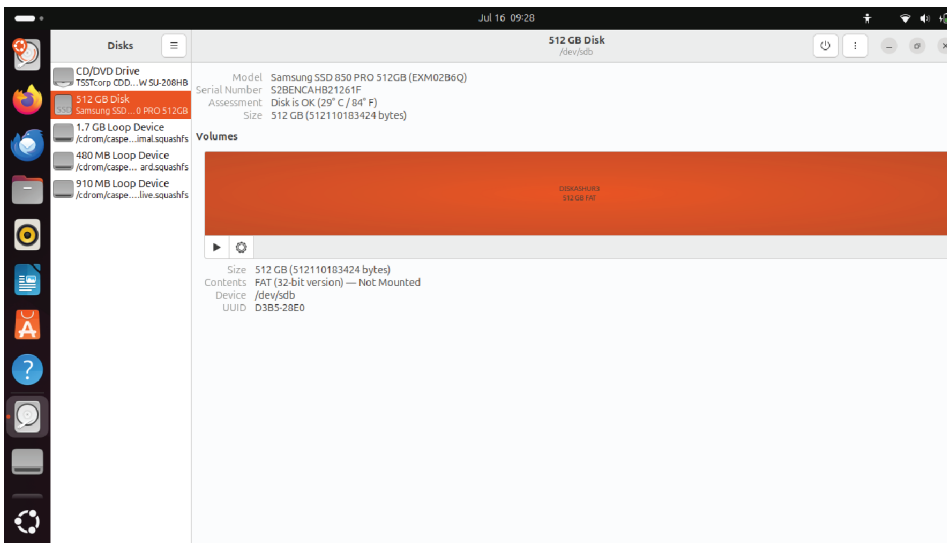 Jul 16 09:28
Disks
512 GB Disk
/dev/sdb
CD/DVD Drive
TSSTcorp CDD...W SU-208HB
512 GB Disk
Samsung SSD...0 PRO 512GB
1.7 GB Loop Device
/cdrom/caspe...imal.squashfs
480 MB Loop Device
/cdrom/caspe... ard.squashfs
910 MB Loop Device
/cdrom/caspe....live.squashfs
Model Samsung SSD 850 PRO 512GB (EXM02B6Q)
Serial Number S2BENCAHB21261F
Assessment Disk is OK (29° C / 84° F)
Size 512 GB (512110183424 bytes)
Volumes
DISKASHUR3
512 GB FAT
Size 512 GB (512110183424 bytes)
Contents FAT (32-bit version) — Not Mounted
Device /dev/sdb
UUID D3B5-28E0